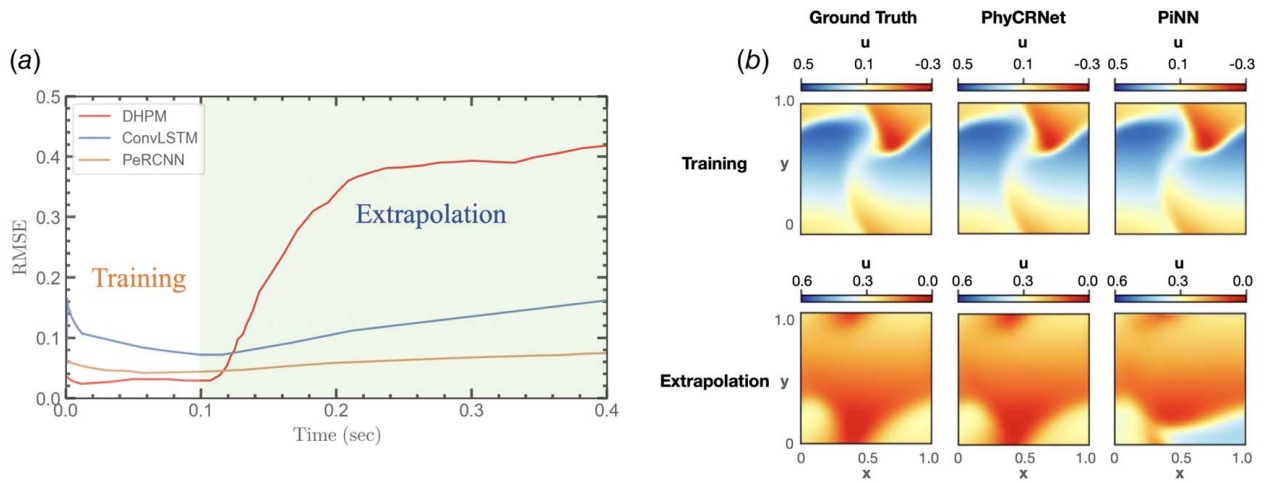 (a)
0.5
0.4
0.3
0.2
0.1
0.0
RMSE
DHPM
ConvLSTM
PeRCNN
Training
Extrapolation
0.0 0.1 0.2 0.3 0.4
Time (sec)
(b)
Ground Truth PhyCRNet PiNN
u u u
0.5 0.1 -0.3 0.5 0.1 -0.3 0.5 0.1 -0.3
1.0
Training y
0
u u u
0.6 0.3 0.0 0.6 0.3 0.0 0.6 0.3 0.0
1.0
Extrapolation y
0
0 0.5 1.0 0 0.5 1.0 0 0.5 1.0
x x x